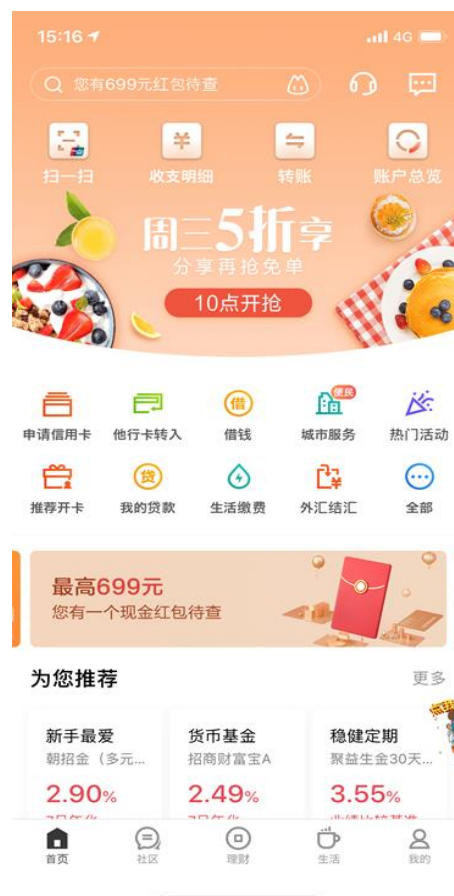 15:16
4G
您有699元红包待查
扫一扫
收支明细
转账
账户总览
周三5折享
分享再抢免单
10点开抢
便民
申请信用卡
他行卡转入
借
借钱
城市服务
热门活动
推荐开卡
贷
我的贷款
生活缴费
外汇结汇
全部
最高699元
您有一个现金红包待查
为您推荐
更多
新手最爱
货币基金
稳健定期
朝招金（多元...
招商财富宝A
聚益生金30天...
2.90%
2.49%
3.55%
首页
社区
理财
生活
我的